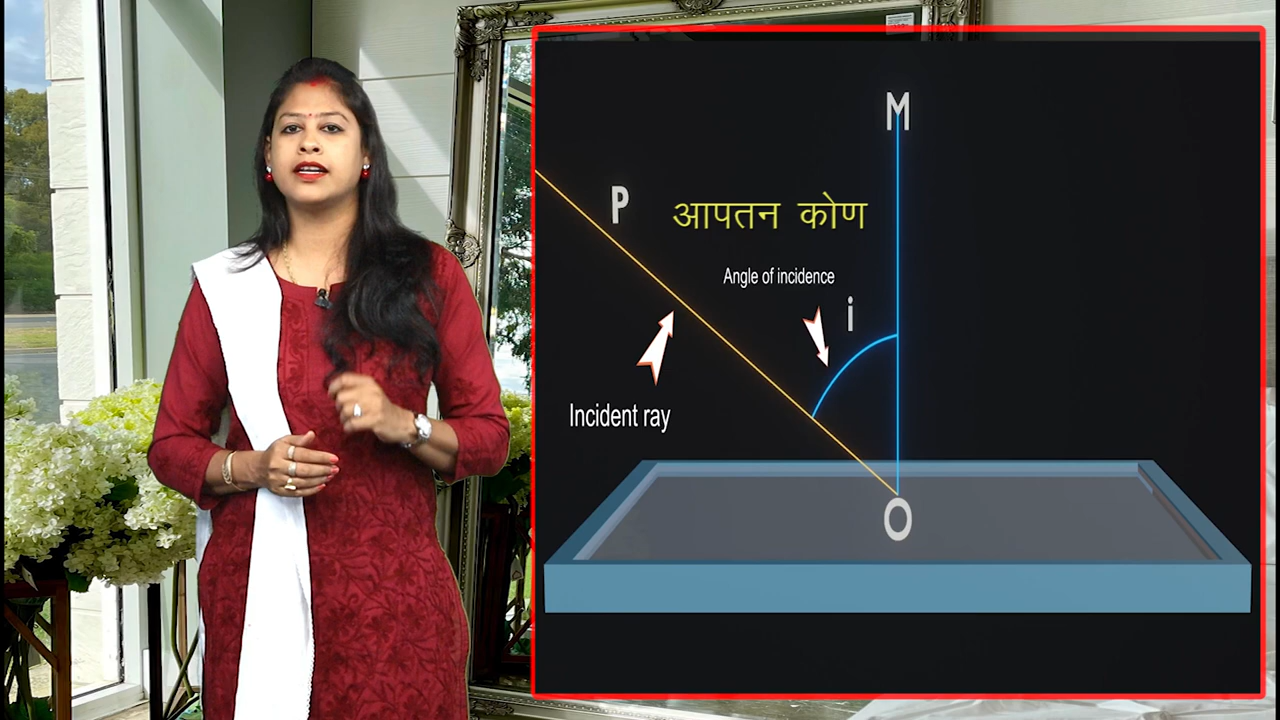 M
P
आपतन कोण
Angle of incidence
i
Incident ray
O